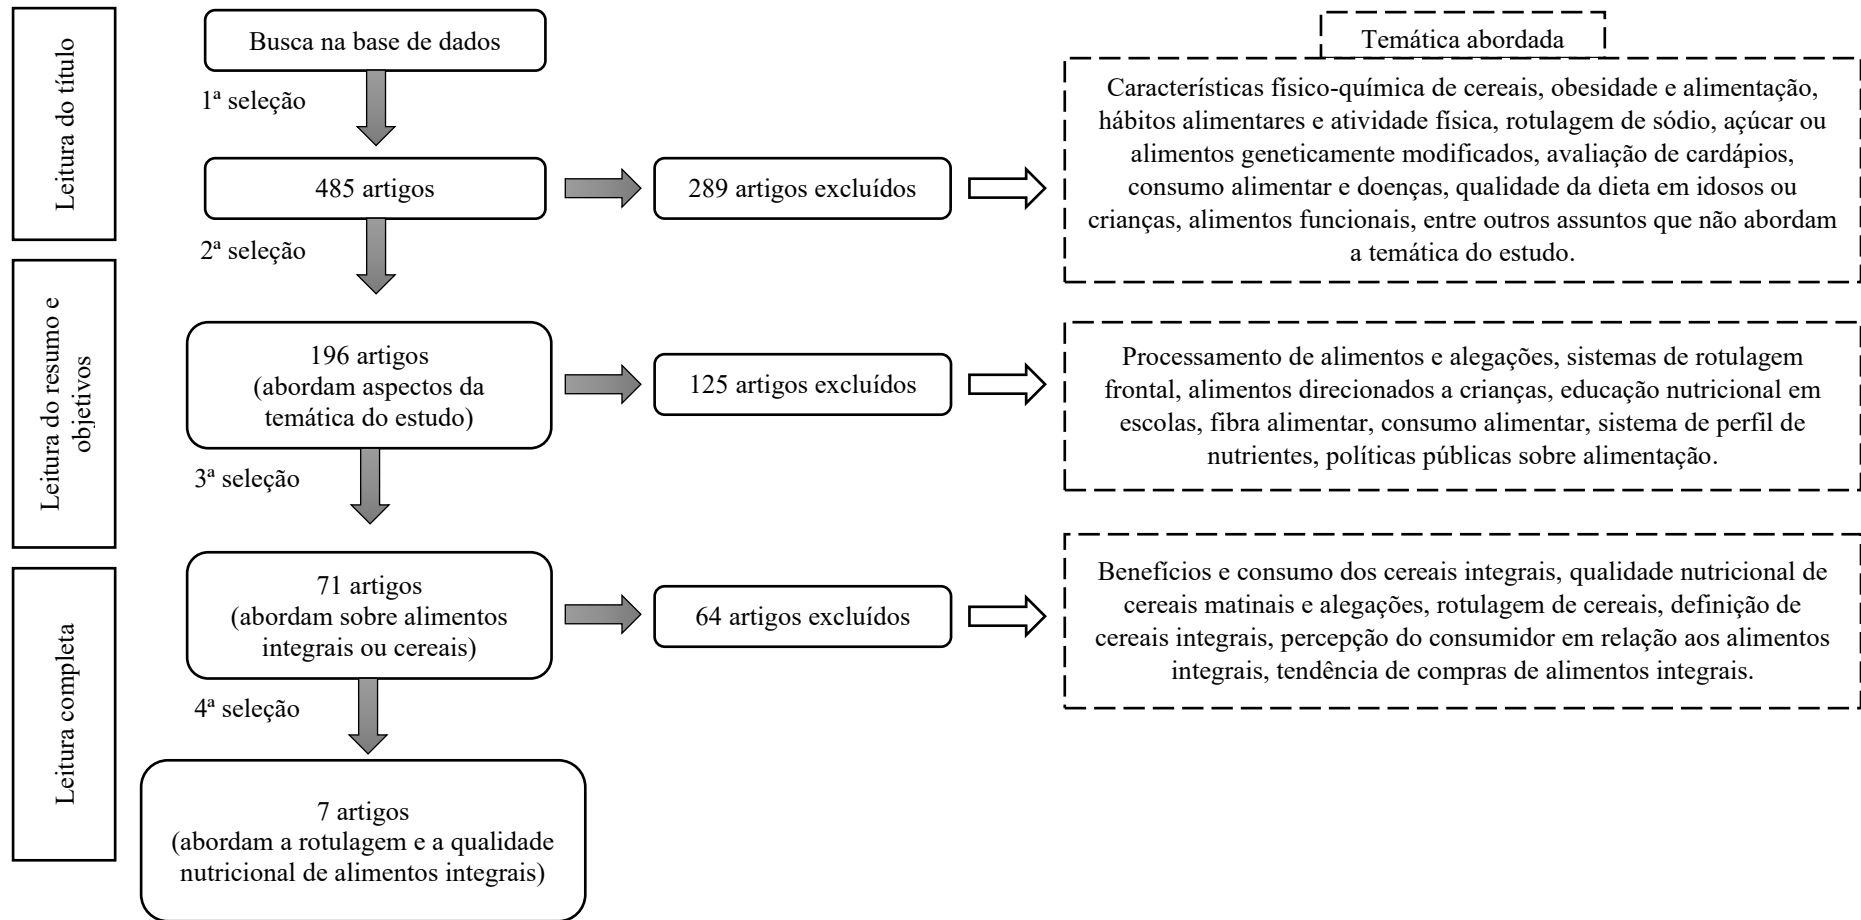 Leitura do título
Busca na base de dados
1ª seleção
485 artigos
289 artigos excluídos
Temática abordada
Características físico-química de cereais, obesidade e alimentação,
hábitos alimentares e atividade física, rotulagem de sódio, açúcar ou
alimentos geneticamente modificados, avaliação de cardápios,
consumo alimentar e doenças, qualidade da dieta em idosos ou
crianças, alimentos funcionais, entre outros assuntos que não abordam
a temática do estudo.
2ª seleção
Leitura do resumo e
objetivos
196 artigos
(abordam aspectos da
temática do estudo)
125 artigos excluídos
Processamento de alimentos e alegações, sistemas de rotulagem
frontal, alimentos direcionados a crianças, educação nutricional em
escolas, fibra alimentar, consumo alimentar, sistema de perfil de
nutrientes, políticas públicas sobre alimentação.
3ª seleção
Leitura completa
71 artigos
(abordam sobre alimentos
integrais ou cereais)
64 artigos excluídos
Benefícios e consumo dos cereais integrais, qualidade nutricional de
cereais matinais e alegações, rotulagem de cereais, definição de
cereais integrais, percepção do consumidor em relação aos alimentos
integrais, tendência de compras de alimentos integrais.
4ª seleção
7 artigos
(abordam a rotulagem e a qualidade
nutricional de alimentos integrais)